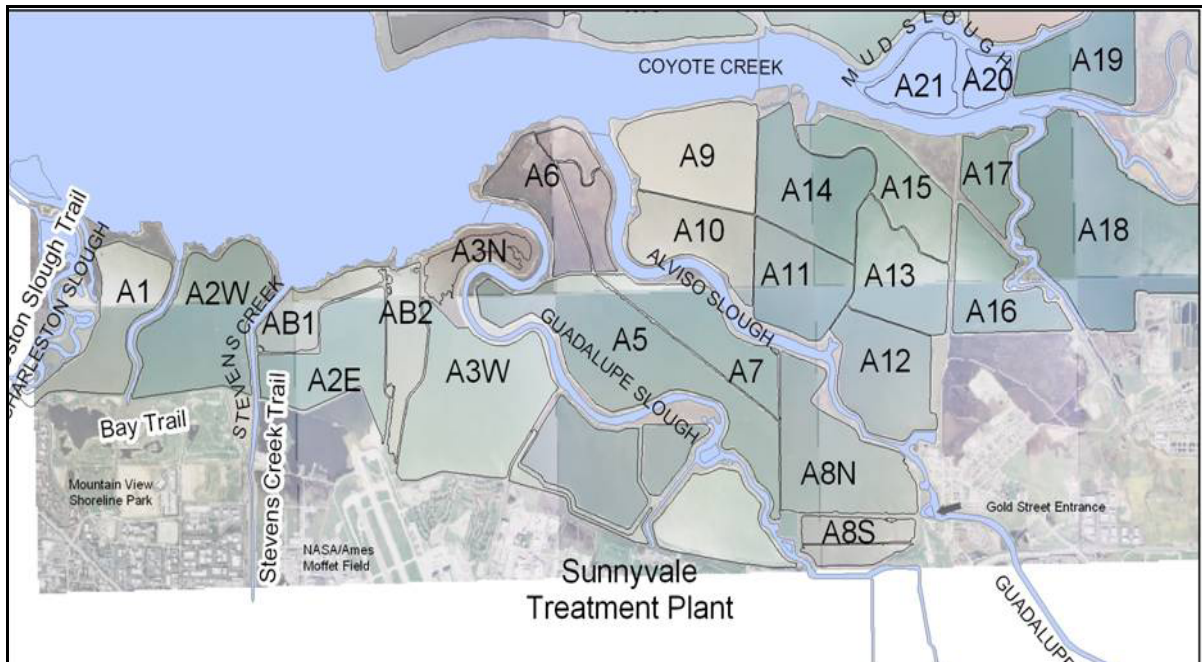 MUD SLOUGH
COYOTE CREEK
A21
A20
A19
A9
A6
A14
A15
A17
A10
A18
A3N
A11
A13
A16
ALVISO SLOUGH
A1
A2W
AB1
AB2
STEVENS CREEK
CHARLESTON SLOUGH
Slough Trail
GUADALUPE SLOUGH
A5
A7
A12
A2E
A3W
Bay Trail
Stevens Creek Trail
Mountain View
Shoreline Park
A8N
Gold Street Entrance
A8S
NASA/Ames
Moffet Field
Sunnyvale
Treatment Plant
GUADALUPE